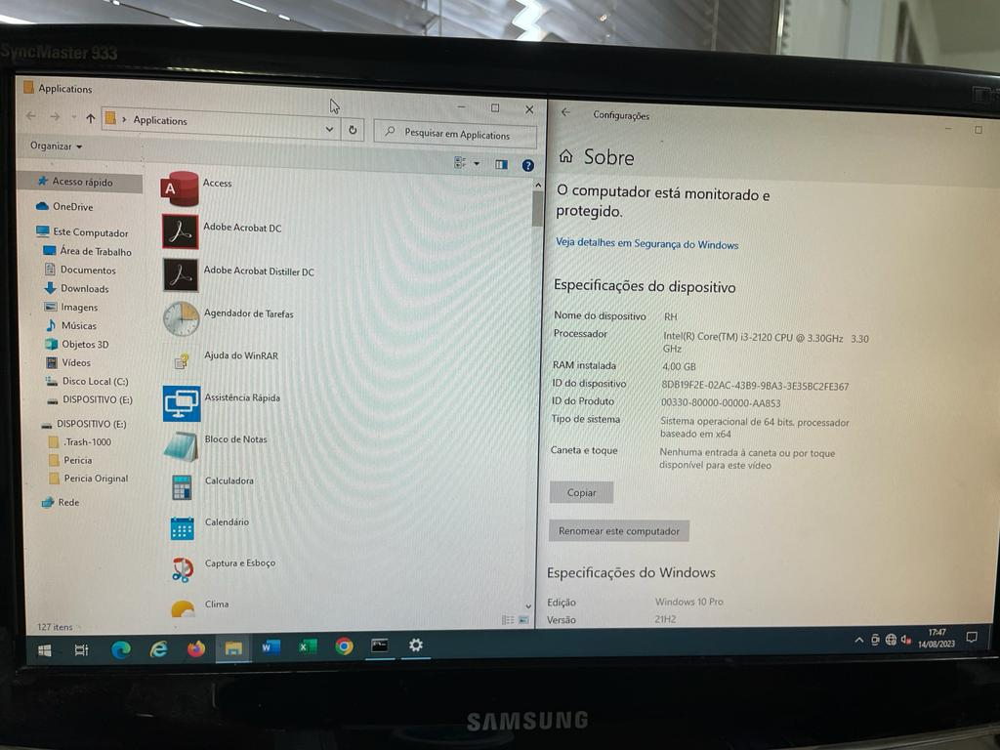 SyncMaster 933
Applications
Applications
Pesquisar em Applications
Organizar
Acesso rápido
OneDrive
Este Computador
Área de Trabalho
Documentos
Downloads
Imagens
Músicas
Objetos 3D
Vídeos
Disco Local (C:)
DISPOSITIVO (E:)
DISPOSITIVO (E:)
.Trash-1000
Pericia
Pericia Original
Rede
127 itens
Access
Adobe Acrobat DC
Adobe Acrobat Distiller DC
Agendador de Tarefas
Ajuda do WinRAR
Assistência Rápida
Bloco de Notas
Calculadora
Calendário
Captura e Esboço
Clima
Configurações
Sobre
O computador está monitorado e
protegido.
Veja detalhes em Segurança do Windows
Especificações do dispositivo
Nome do dispositivo RH
Processador Intel(R) Core(TM) i3-2120 CPU @ 3.30GHz 3.30
GHz
RAM instalada 4,00 GB
ID do dispositivo 8DB19F2E-02AC-43B9-9BA3-3E35BC2FE367
ID do Produto 00330-80000-00000-AA853
Tipo de sistema Sistema operacional de 64 bits, processador
baseado em x64
Caneta e toque Nenhuma entrada à caneta ou por toque
disponível para este vídeo
Copiar
Renomear este computador
Especificações do Windows
Edição Windows 10 Pro
Versão 21H2
17:47
14/08/2023
SAMSUNG